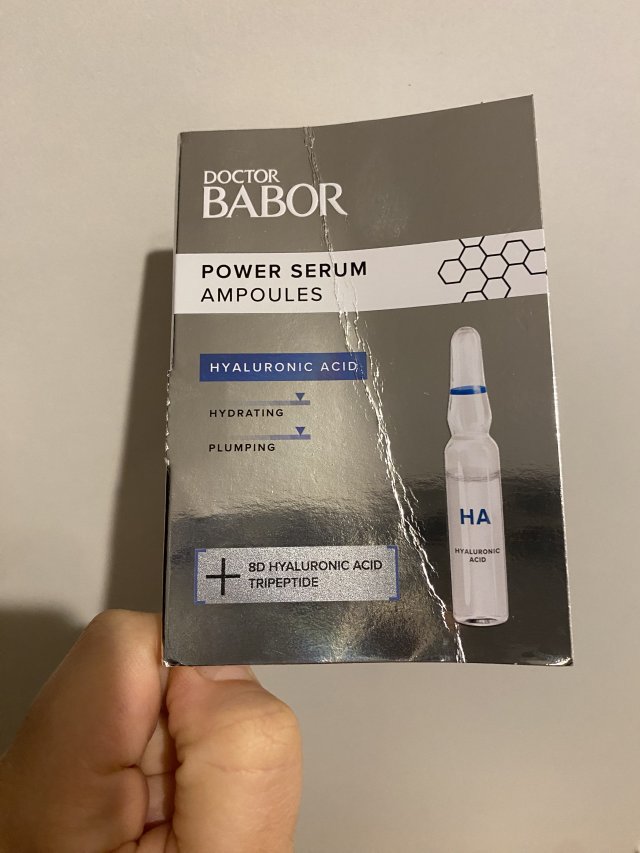 DOCTOR
BABOR
POWER SERUM
AMPOULES
HYALURONIC ACID
HYDRATING
PLUMPING
+ 8D HYALURONIC ACID
TRIPEPTIDE
HA
HYALURONIC
ACID